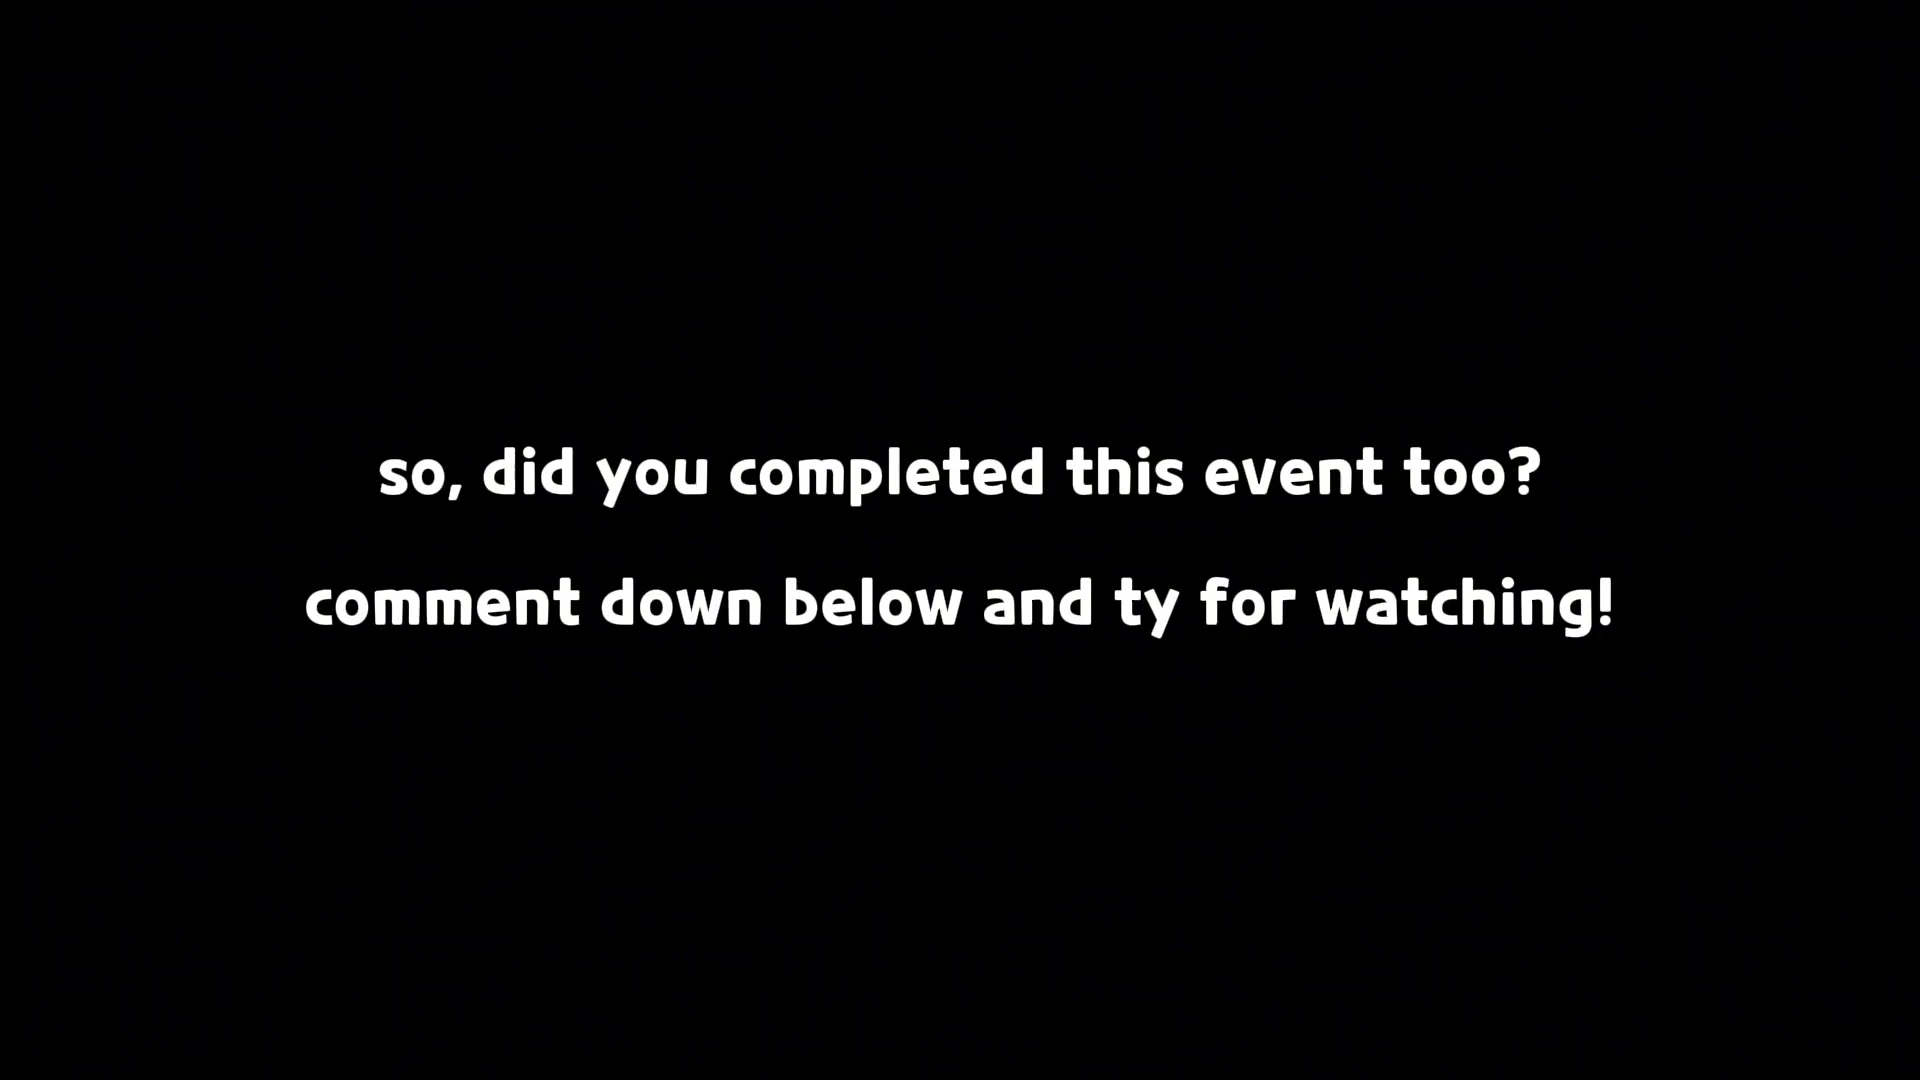 so, did you completed this event too?
comment down below and ty for watching!